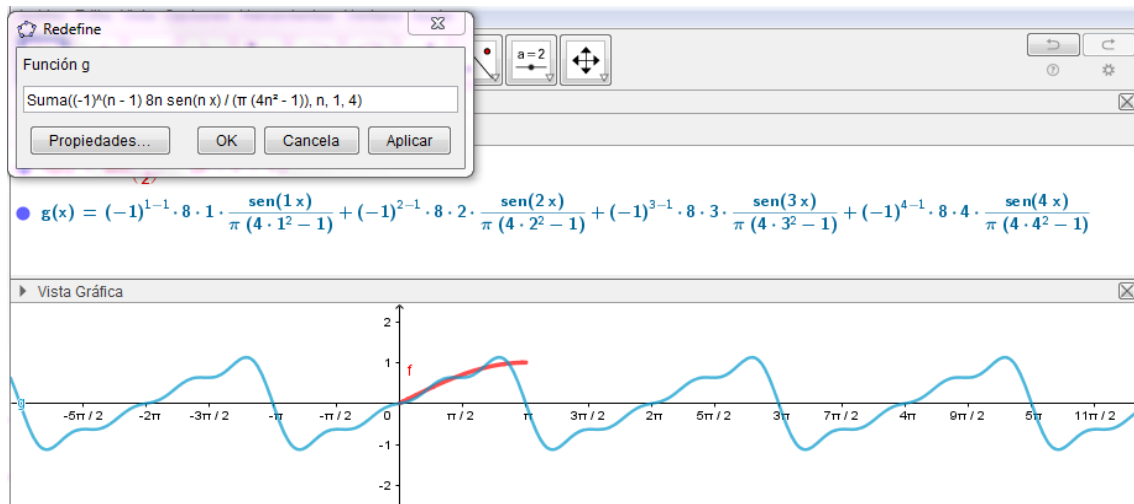 Redefine
Función g
Suma((-1)^(n - 1) 8n sen(n x) / (π (4n² - 1)), n, 1, 4)
Propiedades... OK Cancela Aplicar
a = 2
g(x) = (-1)^{1-1} · 8 · 1 · \frac{sen(1 x)}{π (4 · 1² - 1)} + (-1)^{2-1} · 8 · 2 · \frac{sen(2 x)}{π (4 · 2² - 1)} + (-1)^{3-1} · 8 · 3 · \frac{sen(3 x)}{π (4 · 3² - 1)} + (-1)^{4-1} · 8 · 4 · \frac{sen(4 x)}{π (4 · 4² - 1)}
Vista Gráfica
2
1
f
g
-5π / 2 -2π -3π / 2 -π -π / 2 0 π / 2 π 3π / 2 2π 5π / 2 3π 7π / 2 4π 9π / 2 5π 11π / 2
-1
-2